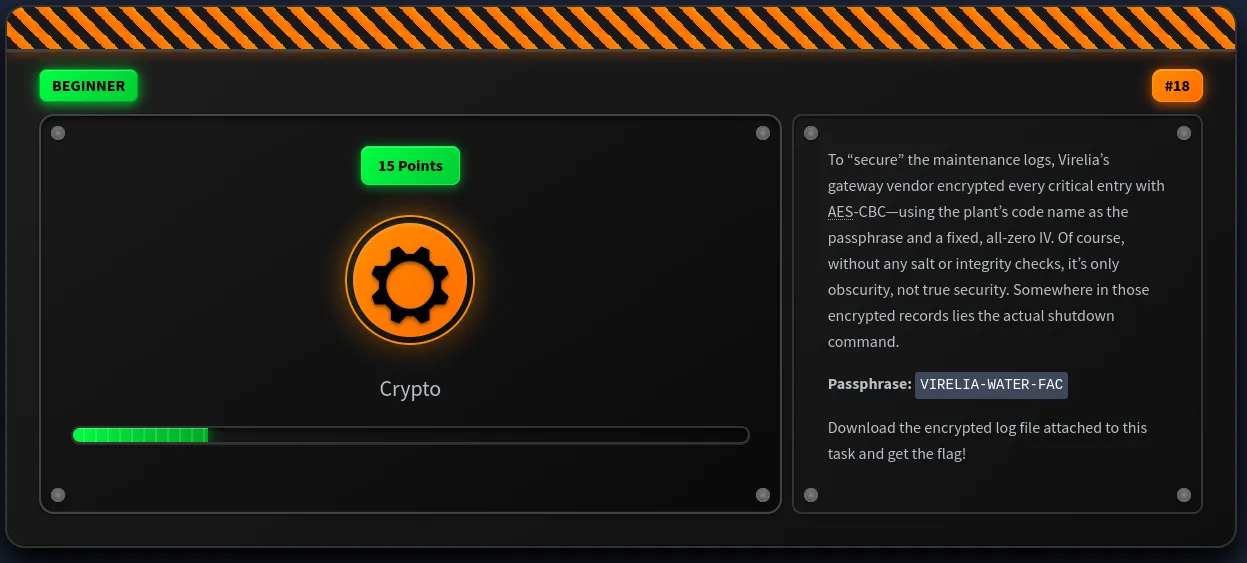 BEGINNER
#18
15 Points
Crypto
To “secure” the maintenance logs, Virelia’s
gateway vendor encrypted every critical entry with
AES-CBC—using the plant’s code name as the
passphrase and a fixed, all-zero IV. Of course,
without any salt or integrity checks, it’s only
obscurity, not true security. Somewhere in those
encrypted records lies the actual shutdown
command.
Passphrase: VIRELIA-WATER-FAC
Download the encrypted log file attached to this
task and get the flag!